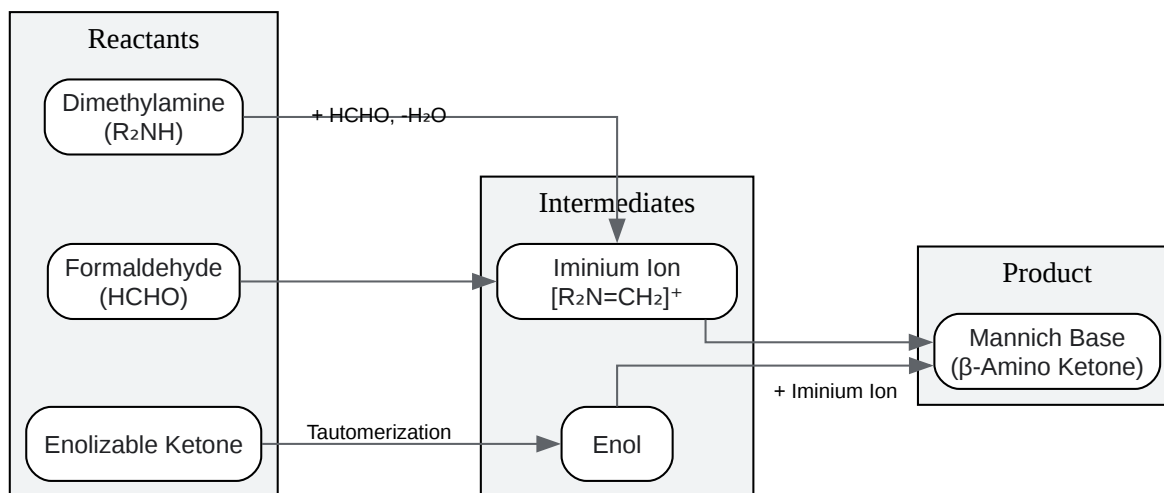 Reactants
Dimethylamine
(R₂NH)
+ HCHO, -H₂O
Intermediates
Formaldehyde
(HCHO)
Iminium Ion
[R₂N=CH₂]⁺
Product
Mannich Base
(β-Amino Ketone)
+ Iminium Ion
Enolizable Ketone
Tautomerization
Enol